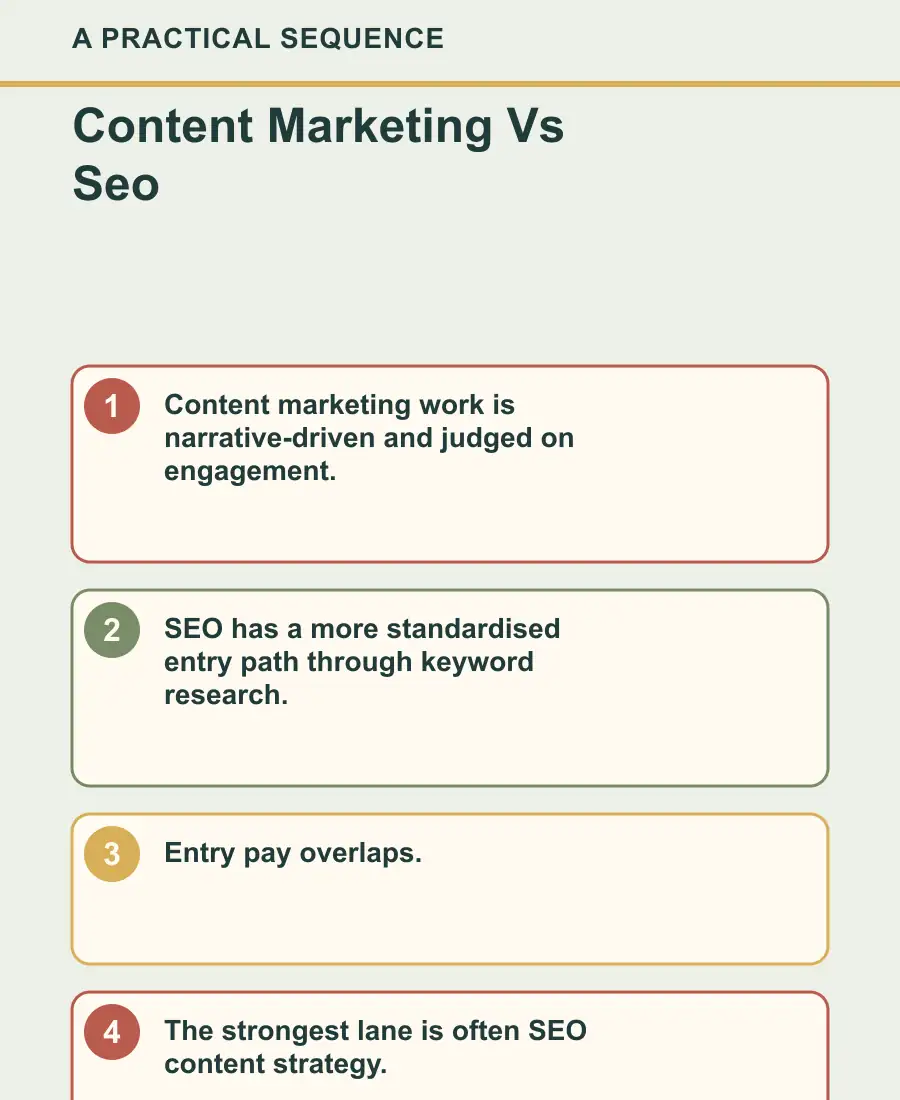 A PRACTICAL SEQUENCE
Content Marketing Vs
Seo
1
Content marketing work is
narrative-driven and judged on
engagement.
2
SEO has a more standardised
entry path through keyword
research.
3
Entry pay overlaps.
4
The strongest lane is often SEO
content strategy.